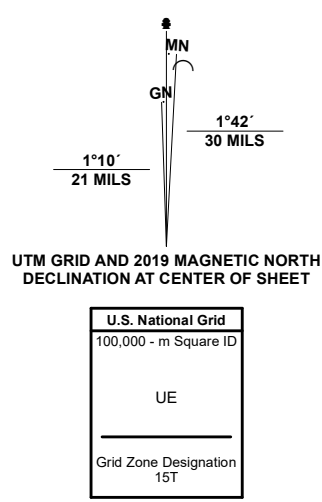 MN
GN
1°42´
30 MILS
1°10´
21 MILS
UTM GRID AND 2019 MAGNETIC NORTH
DECLINATION AT CENTER OF SHEET
U.S. National Grid
100,000 - m Square ID
UE
Grid Zone Designation
15T